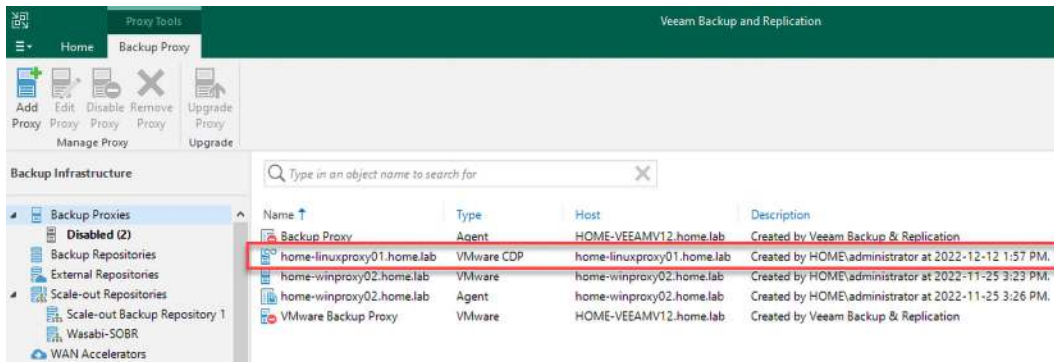 Proxy Tools
Veeam Backup and Replication
Home Backup Proxy
Add Proxy
Edit Proxy
Disable Proxy
Remove Proxy
Upgrade Proxy
Manage Proxy Upgrade
Backup Infrastructure
Type in an object name to search for
Backup Proxies
Disabled (2)
Backup Repositories
External Repositories
Scale-out Repositories
Scale-out Backup Repository 1
Wasabi-SOBR
WAN Accelerators
Name Type Host Description
Backup Proxy Agent HOME-VEEAMV12.home.lab Created by Veeam Backup & Replication
home-linuxproxy01.home.lab VMware CDP home-linuxproxy01.home.lab Created by HOME\administrator at 2022-12-12 1:57 PM.
home-winproxy02.home.lab VMware home-winproxy02.home.lab Created by HOME\administrator at 2022-11-25 3:23 PM.
home-winproxy02.home.lab Agent home-winproxy02.home.lab Created by HOME\administrator at 2022-11-25 3:26 PM.
VMware Backup Proxy VMware HOME-VEEAMV12.home.lab Created by Veeam Backup & Replication